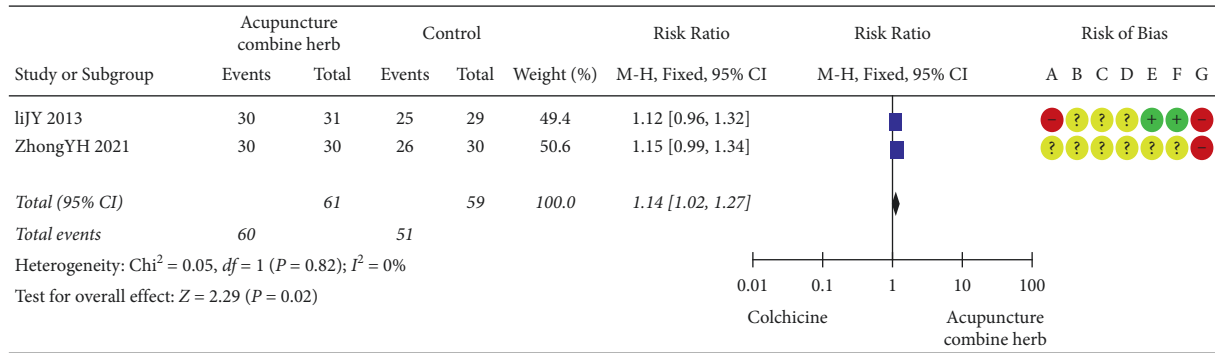 Acupuncture combine herb Control Risk Ratio Risk Ratio Risk of Bias
Study or Subgroup Events Total Events Total Weight (%) M-H, Fixed, 95% CI M-H, Fixed, 95% CI A B C D E F G
liJY 2013 30 31 25 29 49.4 1.12 [0.96, 1.32] – ? ? ? + + –
ZhongYH 2021 30 30 26 30 50.6 1.15 [0.99, 1.34] ? ? ? ? ? ? –
Total (95% CI) 61 59 100.0 1.14 [1.02, 1.27]
Total events 60 51
Heterogeneity: Chi² = 0.05, df = 1 (P = 0.82); I² = 0%
Test for overall effect: Z = 2.29 (P = 0.02)
0.01 0.1 1 10 100
Colchicine Acupuncture combine herb